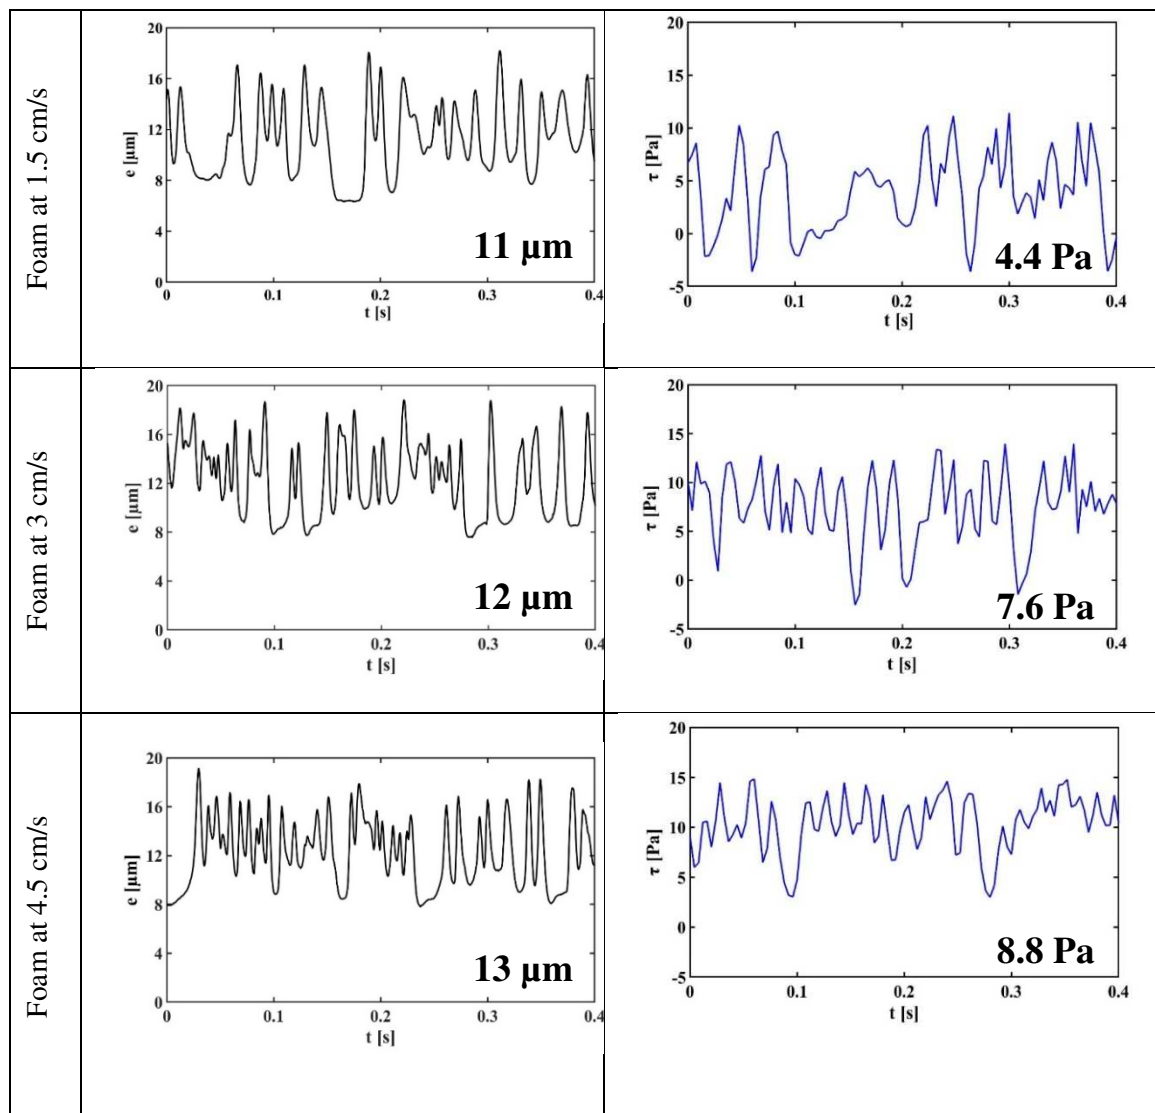 Foam at 1.5 cm/s
20
16
12
8
4
0
e [µm]
0 0.1 0.2 0.3 0.4
t [s]
11 µm
20
15
10
5
0
-5
τ [Pa]
0 0.1 0.2 0.3 0.4
t [s]
4.4 Pa
Foam at 3 cm/s
20
16
12
8
4
0
e [µm]
0 0.1 0.2 0.3 0.4
t [s]
12 µm
20
15
10
5
0
-5
τ [Pa]
0 0.1 0.2 0.3 0.4
t [s]
7.6 Pa
Foam at 4.5 cm/s
20
16
12
8
4
0
e [µm]
0 0.1 0.2 0.3 0.4
t [s]
13 µm
20
15
10
5
0
-5
τ [Pa]
0 0.1 0.2 0.3 0.4
t [s]
8.8 Pa